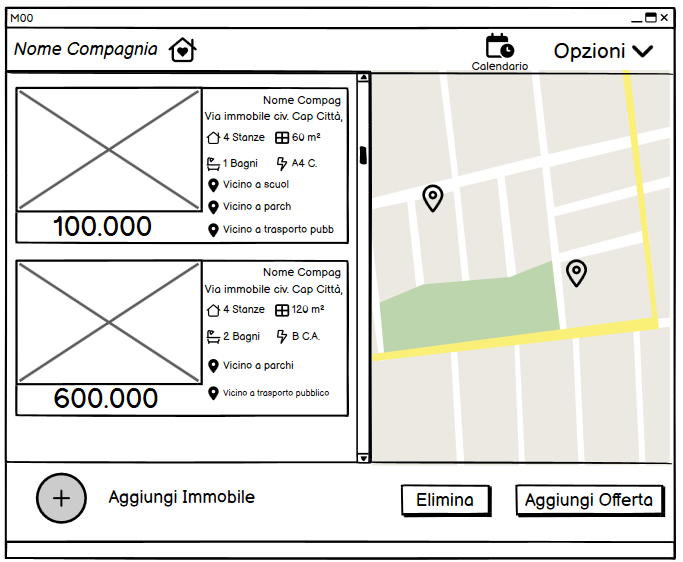 M00
Nome Compagnia
Calendario
Opzioni
Nome Compag
Via immobile civ. Cap Città,
4 Stanze 60 m²
1 Bagni A4 C.
Vicino a scuol
Vicino a parch
Vicino a trasporto pubb
100.000
Nome Compag
Via immobile civ. Cap Città,
4 Stanze 120 m²
2 Bagni B C.A.
Vicino a parchi
Vicino a trasporto pubblico
600.000
Aggiungi Immobile
Elimina
Aggiungi Offerta